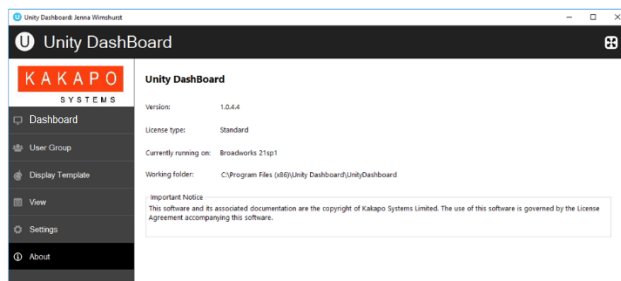 Unity Dashboard: Jenna Wimshurst
Unity DashBoard
KAKAPO
SYSTEMS
Dashboard
User Group
Display Template
View
Settings
About
Unity DashBoard
Version: 1.0.4.4
License type: Standard
Currently running on: Broadworks 21sp1
Working folder: C:\Program Files (x86)\Unity Dashboard\UnityDashboard
Important Notice
This software and its associated documentation are the copyright of Kakapo Systems Limited. The use of this software is governed by the License
Agreement accompanying this software.